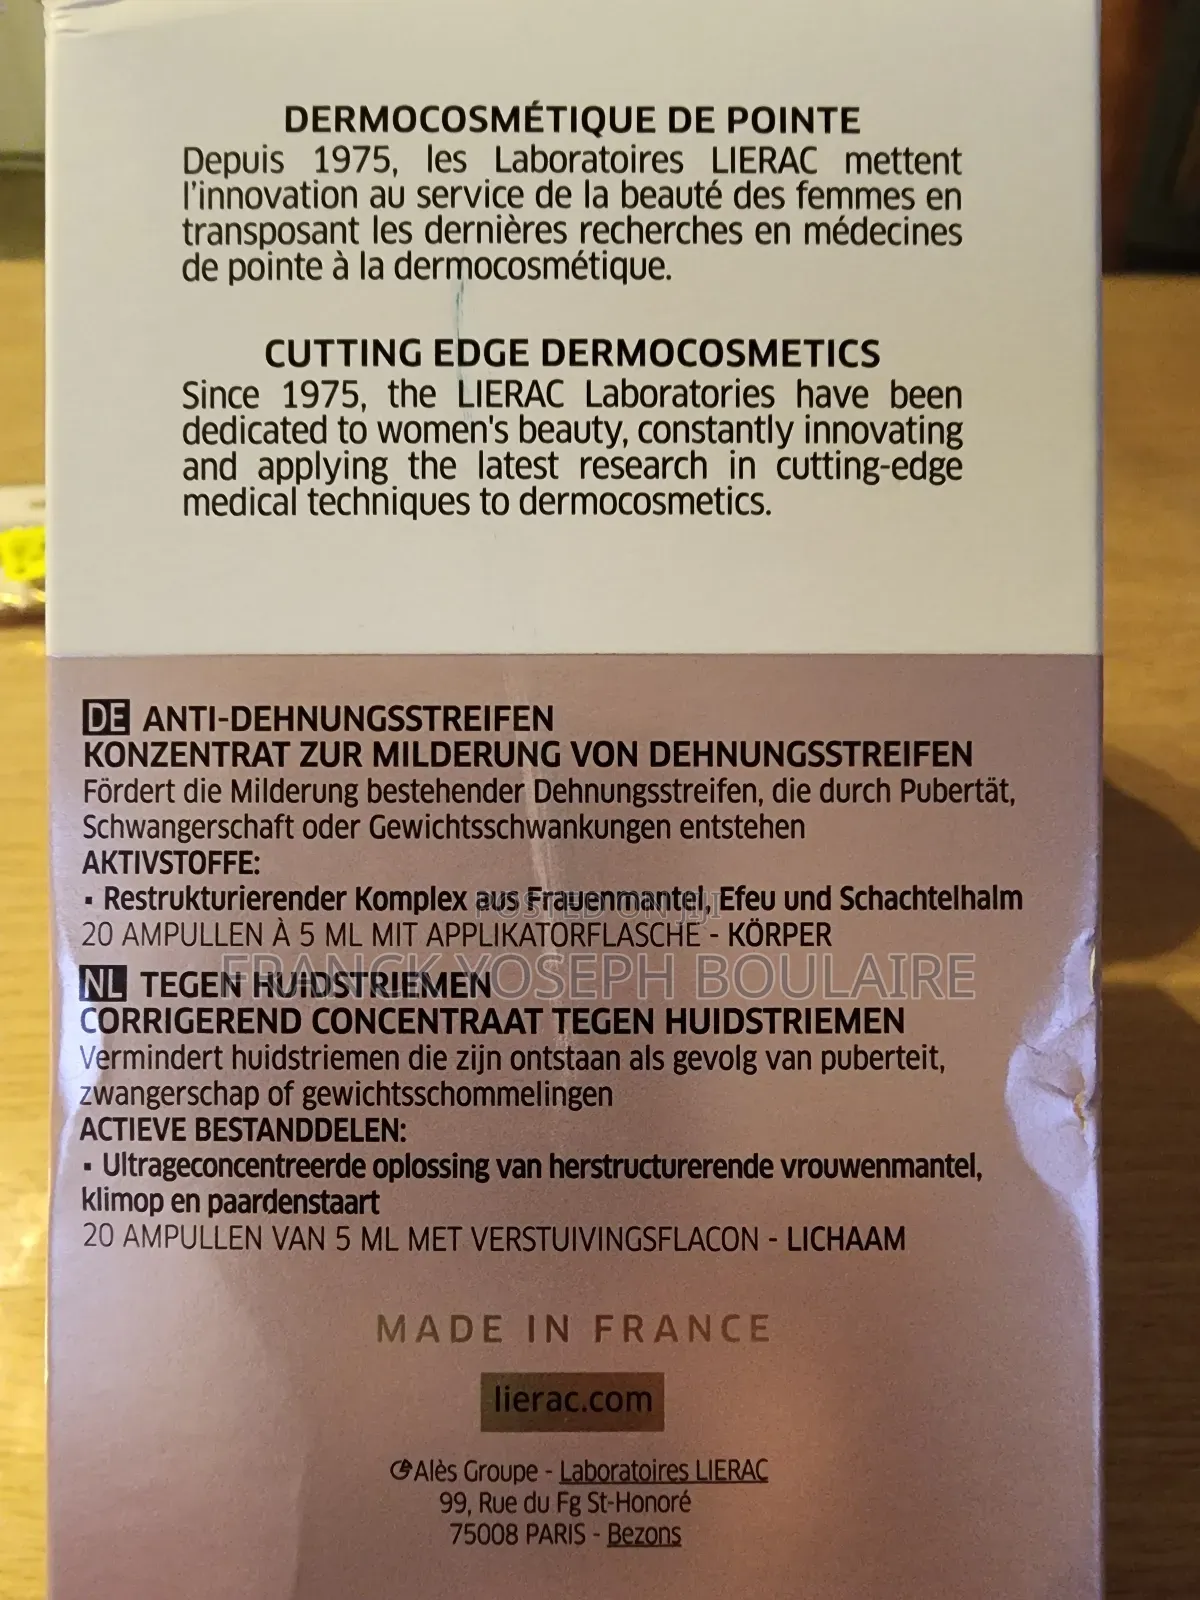 DERMOCOSMÉTIQUE DE POINTE
Depuis 1975, les Laboratoires LIERAC mettent
l'innovation au service de la beauté des femmes en
transposant les dernières recherches en médecines
de pointe à la dermocosmétique.
CUTTING EDGE DERMOCOSMETICS
Since 1975, the LIERAC Laboratories have been
dedicated to women's beauty, constantly innovating
and applying the latest research in cutting-edge
medical techniques to dermocosmetics.
DE ANTI-DEHNUNGSSTREIFEN
KONZENTRAT ZUR MILDERUNG VON DEHNUNGSSTREIFEN
Fördert die Milderung bestehender Dehnungsstreifen, die durch Pubertät,
Schwangerschaft oder Gewichtsschwankungen entstehen
AKTIVSTOFFE:
▪ Restrukturierender Komplex aus Frauenmantel, Efeu und Schachtelhalm
POSTED ON JIJI
20 AMPULLEN À 5 ML MIT APPLIKATORFLASCHE - KÖRPER
FRANCK YOSEPH BOULAIRE
NL TEGEN HUIDSTRIEMEN
CORRIGEREND CONCENTRAAT TEGEN HUIDSTRIEMEN
Vermindert huidstriemen die zijn ontstaan als gevolg van puberteit,
zwangerschap of gewichtsschommelingen
ACTIEVE BESTANDDELEN:
▪ Ultrageconcentreerde oplossing van herstructurerende vrouwenmantel,
klimop en paardenstaart
20 AMPULLEN VAN 5 ML MET VERSTUIVINGSFLACON - LICHAAM
MADE IN FRANCE
lierac.com
Alès Groupe - Laboratoires LIERAC
99, Rue du Fg St-Honoré
75008 PARIS - Bezons